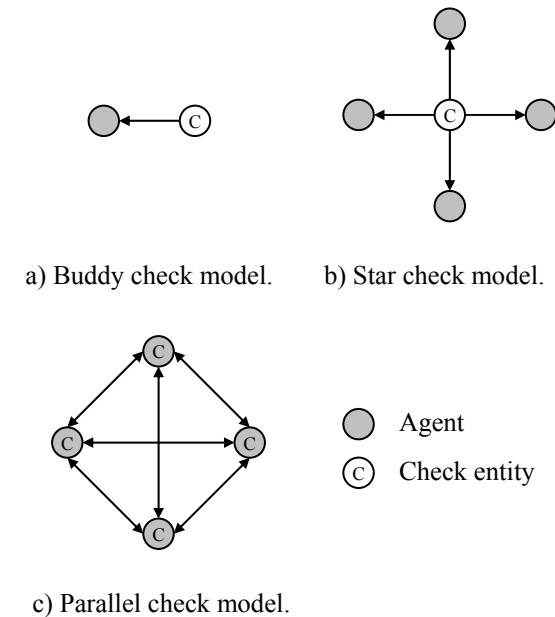 C
C
a) Buddy check model.
b) Star check model.
C
C
C
C
Agent
C
Check entity
c) Parallel check model.